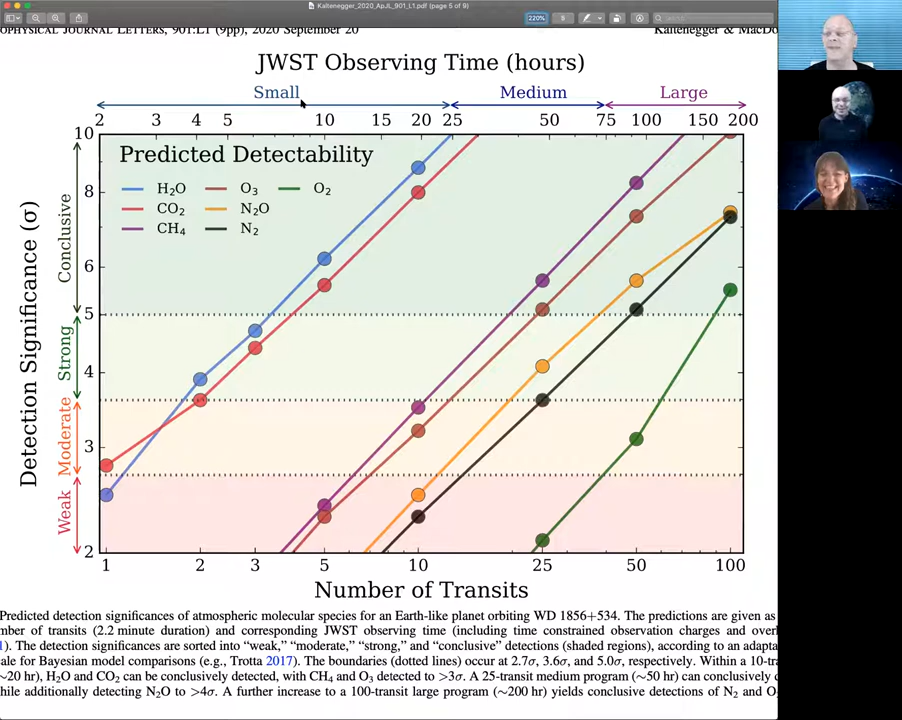 Kaltenegger_2020_ApJL_901_L1.pdf (page 5 of 9)
220%
9
OPHYSICAL JOURNAL LETTERS, 901:L1 (9pp), 2020 September 20
Kaltenegger & MacDo
JWST Observing Time (hours)
Small Medium Large
2 3 4 5 10 15 20 25 50 75 100 150 200
Predicted Detectability
H2O O3 O2
CO2 N2O
CH4 N2
Detection Significance (σ)
Conclusive
Strong
Moderate
Weak
10
8
6
5
4
3
2
1 2 3 5 10 25 50 100
Number of Transits
Predicted detection significances of atmospheric molecular species for an Earth-like planet orbiting WD 1856+534. The predictions are given as
mber of transits (2.2 minute duration) and corresponding JWST observing time (including time constrained observation charges and over
1). The detection significances are sorted into “weak,” “moderate,” “strong,” and “conclusive” detections (shaded regions), according to an adapta
ale for Bayesian model comparisons (e.g., Trotta 2017). The boundaries (dotted lines) occur at 2.7σ, 3.6σ, and 5.0σ, respectively. Within a 10-tra
~20 hr), H2O and CO2 can be conclusively detected, with CH4 and O3 detected to >3σ. A 25-transit medium program (~50 hr) can conclusively d
hile additionally detecting N2O to >4σ. A further increase to a 100-transit large program (~200 hr) yields conclusive detections of N2 and O